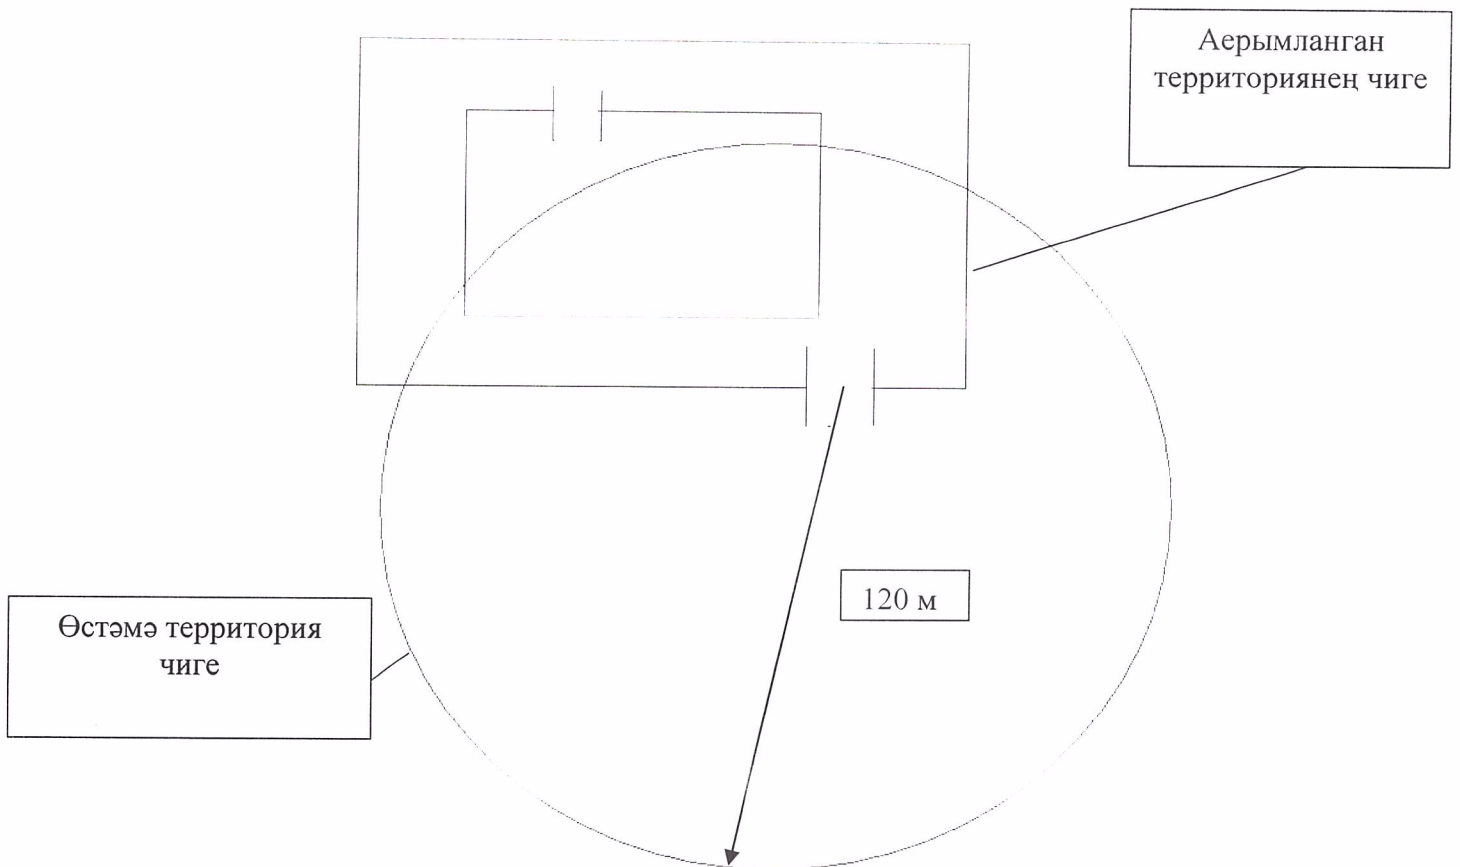 Аерымланган
территориянең чиге
120 м
Өстәмә территория
чиге